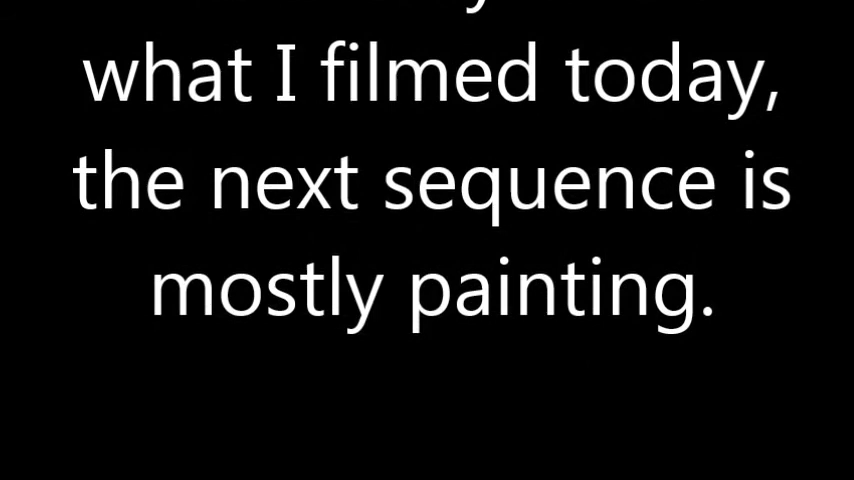 what I filmed today,
the next sequence is
mostly painting.